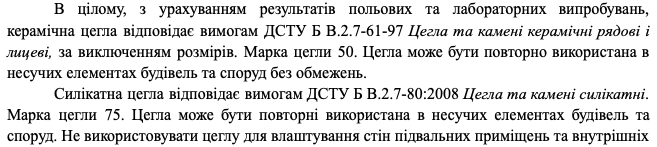 В цілому, з урахуванням результатів польових та лабораторних випробувань,
керамічна цегла відповідає вимогам ДСТУ Б В.2.7-61-97 Цегла та камені керамічні рядові і
лицеві, за виключенням розмірів. Марка цегли 50. Цегла може бути повторно використана в
несучих елементах будівель та споруд без обмежень.
Силікатна цегла відповідає вимогам ДСТУ Б В.2.7-80:2008 Цегла та камені силікатні.
Марка цегли 75. Цегла може бути повторні використана в несучих елементах будівель та
споруд. Не використовувати цеглу для влаштування стін підвальних приміщень та внутрішніх